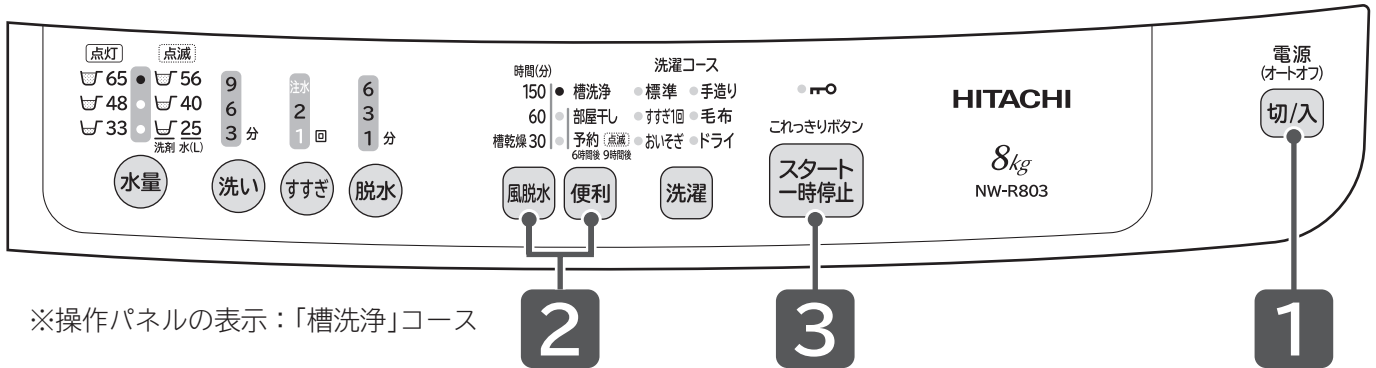 点灯 点滅
65 56
48 40
33 25
洗剤 水(L)
水量
9
6
3 分
洗い
注水
2
1 回
すすぎ
6
3
1 分
脱水
時間(分)
150 槽洗浄
60 部屋干し
槽乾燥 30 予約 点滅
6時間後 9時間後
風脱水 便利
洗濯コース
標準 手造り
すすぎ1回 毛布
おいそぎ ドライ
洗濯
これっきりボタン
スタート
一時停止
HITACHI
8kg
NW-R803
電源
(オートオフ)
切/入
2
3
1
※操作パネルの表示:「槽洗浄」コース